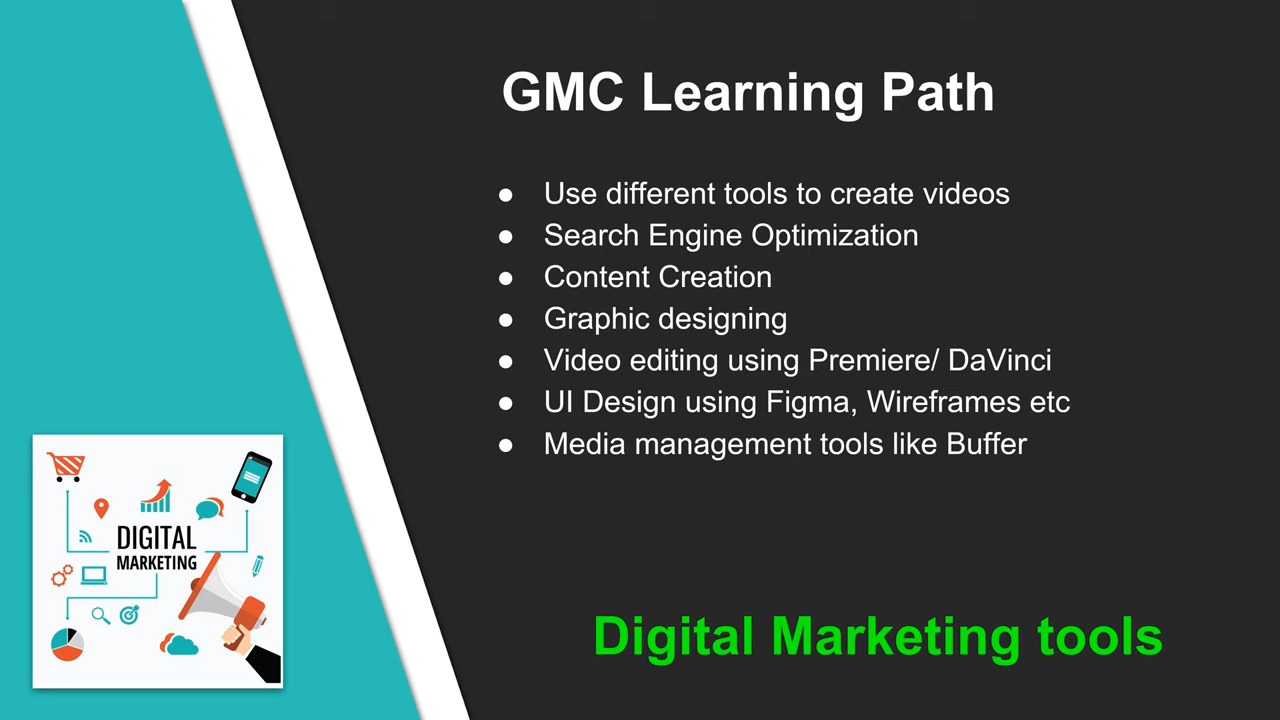 GMC Learning Path
● Use different tools to create videos
● Search Engine Optimization
● Content Creation
● Graphic designing
● Video editing using Premiere/ DaVinci
● UI Design using Figma, Wireframes etc
● Media management tools like Buffer
DIGITAL
MARKETING
Digital Marketing tools